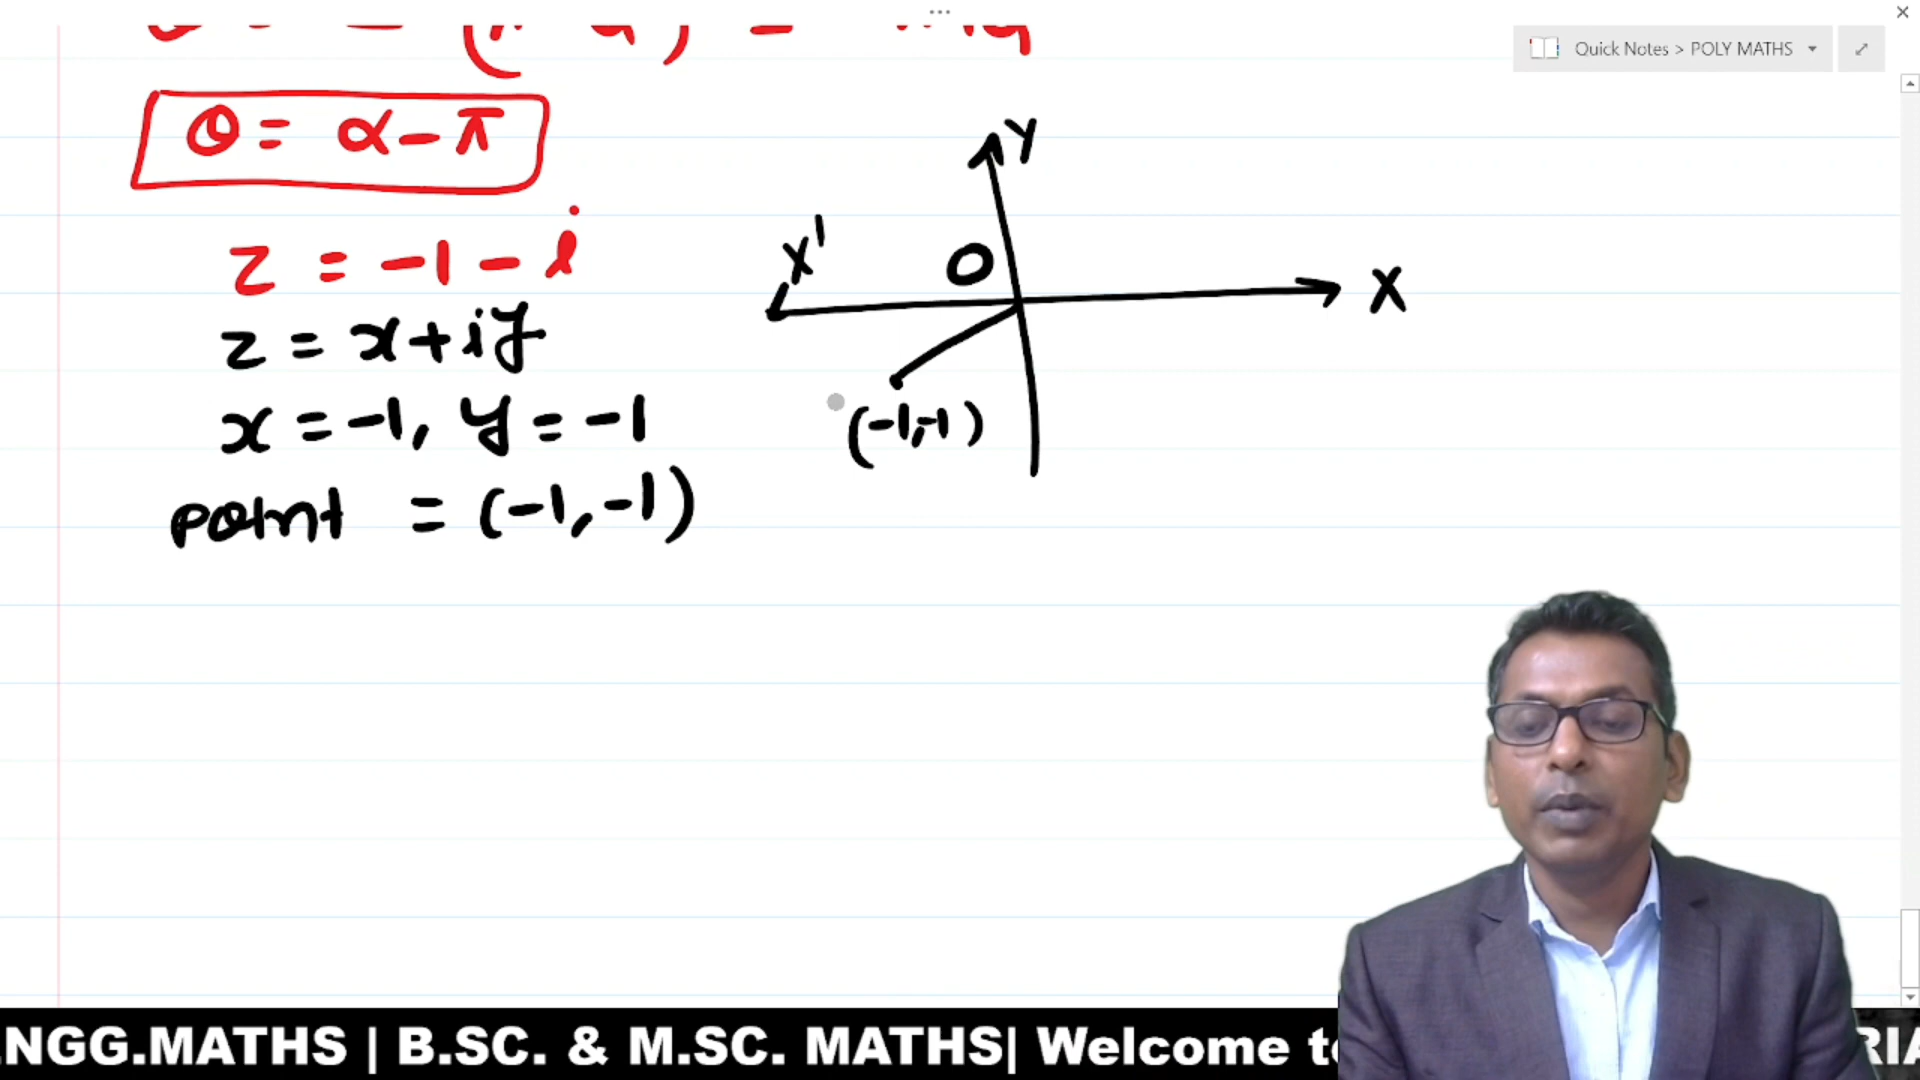 Quick Notes > POLY MATHS
θ = α - π
z = -1 - i
z = x + iy
x = -1, y = -1
point = (-1, -1)
Y
X'
O
X
(-1,-1)
.NGG.MATHS | B.SC. & M.SC. MATHS| Welcome t
RIA